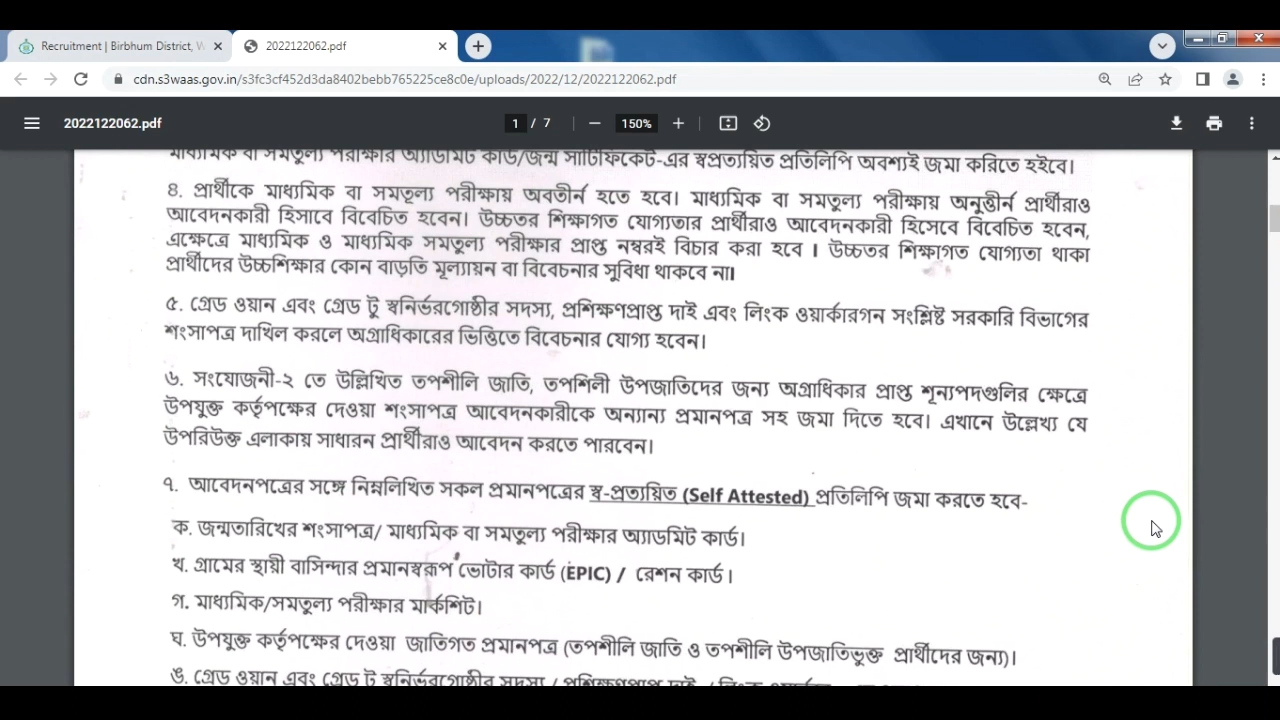 Recruitment | Birbhum District, W
2022122062.pdf
cdn.s3waas.gov.in/s3fc3cf452d3da8402bebb765225ce8c0e/uploads/2022/12/2022122062.pdf
2022122062.pdf
1 / 7
150%
মাধ্যমিক বা সমতুল্য পরীক্ষার অ্যাডমিট কার্ড/জন্ম সার্টিফিকেট-এর স্বপ্রত্যয়িত প্রতিলিপি অবশ্যই জমা করিতে হইবে।
৪. প্রার্থীকে মাধ্যমিক বা সমতুল্য পরীক্ষায় অবতীর্ন হতে হবে। মাধ্যমিক বা সমতুল্য পরীক্ষায় অনুত্তীর্ন প্রার্থীরাও
আবেদনকারী হিসাবে বিবেচিত হবেন। উচ্চতর শিক্ষাগত যোগ্যতার প্রার্থীরাও আবেদনকারী হিসেবে বিবেচিত হবেন,
এক্ষেত্রে মাধ্যমিক ও মাধ্যমিক সমতুল্য পরীক্ষার প্রাপ্ত নম্বরই বিচার করা হবে । উচ্চতর শিক্ষাগত যোগ্যতা থাকা
প্রার্থীদের উচ্চশিক্ষার কোন বাড়তি মূল্যায়ন বা বিবেচনার সুবিধা থাকবে না।
৫. গ্রেড ওয়ান এবং গ্রেড টু স্বনির্ভরগোষ্ঠীর সদস্য, প্রশিক্ষণপ্রাপ্ত দাই এবং লিংক ওয়ার্কারগন সংশ্লিষ্ট সরকারি বিভাগের
শংসাপত্র দাখিল করলে অগ্রাধিকারের ভিত্তিতে বিবেচনার যোগ্য হবেন।
৬. সংযোজনী-২ তে উল্লিখিত তপশীলি জাতি, তপশিলী উপজাতিদের জন্য অগ্রাধিকার প্রাপ্ত শূন্যপদগুলির ক্ষেত্রে
উপযুক্ত কর্তৃপক্ষের দেওয়া শংসাপত্র আবেদনকারীকে অন্যান্য প্রমানপত্র সহ জমা দিতে হবে। এখানে উল্লেখ্য যে
উপরিউক্ত এলাকায় সাধারন প্রার্থীরাও আবেদন করতে পারবেন।
৭. আবেদনপত্রের সঙ্গে নিম্নলিখিত সকল প্রমানপত্রের স্ব-প্রত্যয়িত (Self Attested) প্রতিলিপি জমা করতে হবে-
ক. জন্মতারিখের শংসাপত্র/ মাধ্যমিক বা সমতুল্য পরীক্ষার অ্যাডমিট কার্ড।
খ. গ্রামের স্থায়ী বাসিন্দার প্রমানস্বরূপ ভোটার কার্ড (EPIC) / রেশন কার্ড।
গ. মাধ্যমিক/সমতুল্য পরীক্ষার মার্কশিট।
ঘ. উপযুক্ত কর্তৃপক্ষের দেওয়া জাতিগত প্রমানপত্র (তপশীলি জাতি ও তপশীলি উপজাতিভুক্ত প্রার্থীদের জন্য)।
ঙ. গ্রেড ওয়ান এবং গ্রেড টু স্বনির্ভরগোষ্ঠীর সদস্য / প্রশিক্ষণপ্রাপ্ত দাই /